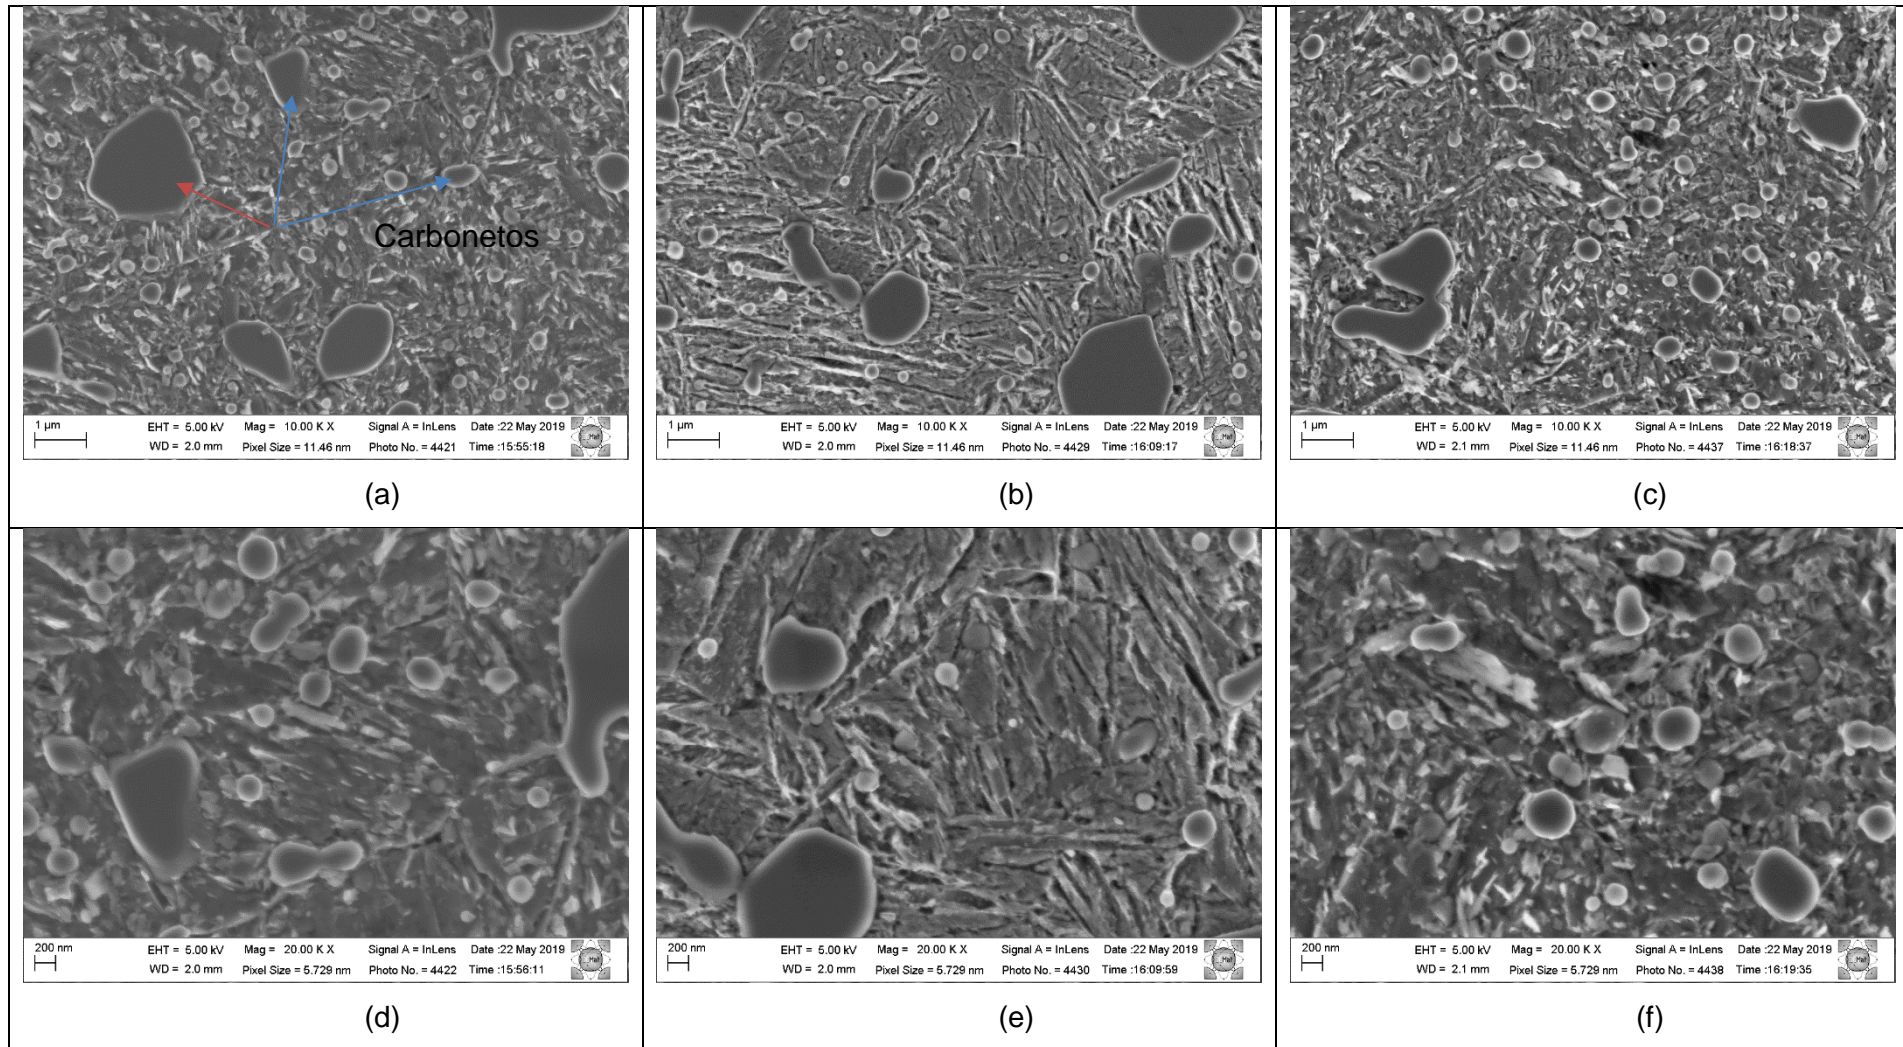 Carbonetos
1 µm
EHT = 5.00 kV Mag = 10.00 K X Signal A = InLens Date :22 May 2019
WD = 2.0 mm Pixel Size = 11.46 nm Photo No. = 4421 Time :15:55:18
1 µm
EHT = 5.00 kV Mag = 10.00 K X Signal A = InLens Date :22 May 2019
WD = 2.0 mm Pixel Size = 11.46 nm Photo No. = 4429 Time :16:09:17
1 µm
EHT = 5.00 kV Mag = 10.00 K X Signal A = InLens Date :22 May 2019
WD = 2.1 mm Pixel Size = 11.46 nm Photo No. = 4437 Time :16:18:37
(a)
(b)
(c)
200 nm
EHT = 5.00 kV Mag = 20.00 K X Signal A = InLens Date :22 May 2019
WD = 2.0 mm Pixel Size = 5.729 nm Photo No. = 4422 Time :15:56:11
200 nm
EHT = 5.00 kV Mag = 20.00 K X Signal A = InLens Date :22 May 2019
WD = 2.0 mm Pixel Size = 5.729 nm Photo No. = 4430 Time :16:09:59
200 nm
EHT = 5.00 kV Mag = 20.00 K X Signal A = InLens Date :22 May 2019
WD = 2.1 mm Pixel Size = 5.729 nm Photo No. = 4438 Time :16:19:35
(d)
(e)
(f)